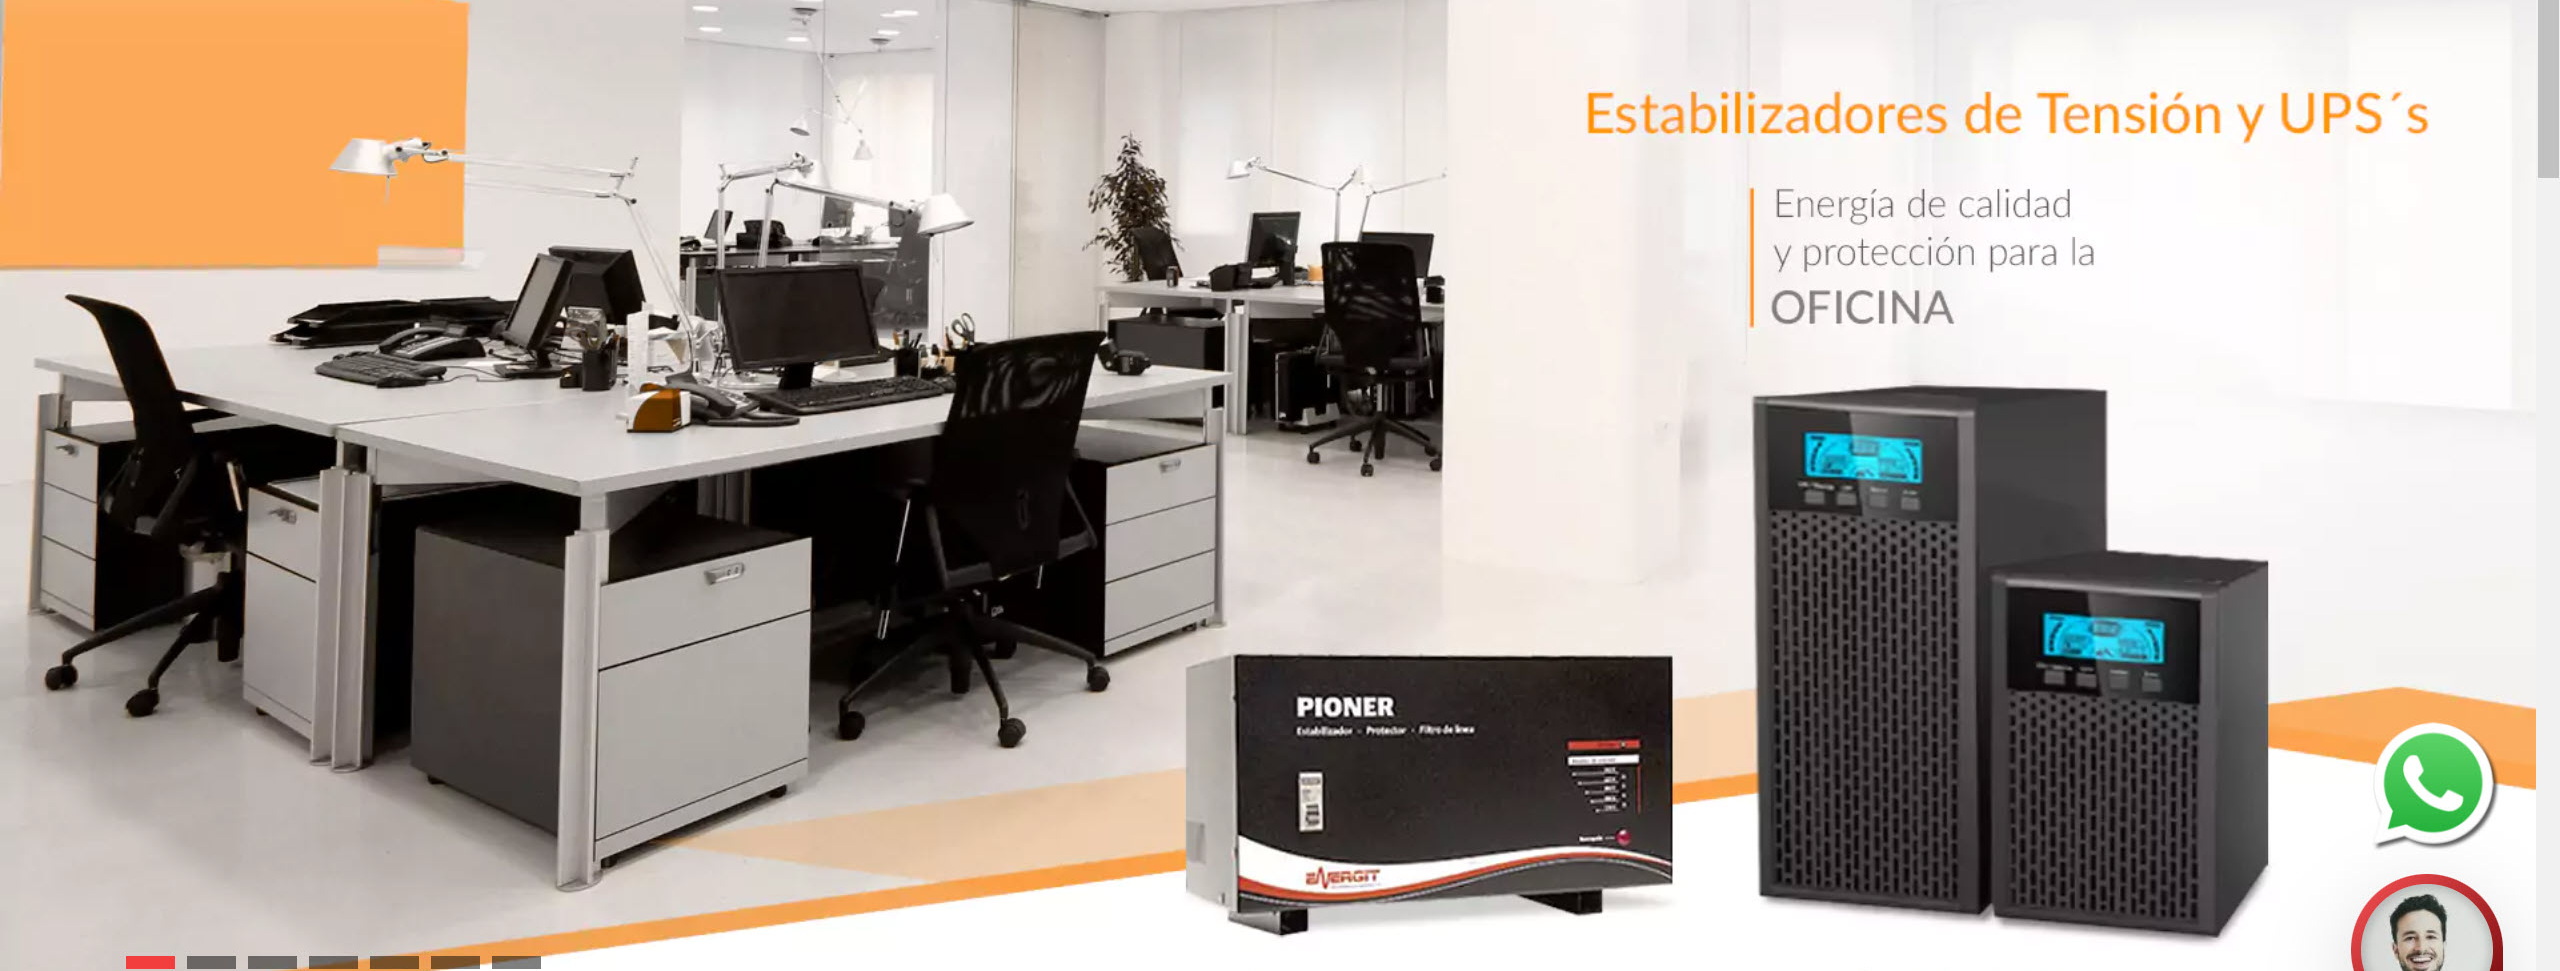 Estabilizadores de Tensión y UPS´s
Energía de calidad
y protección para la
OFICINA
PIONER
Estabilizador - Protector - Filtro de línea
ENERGIT